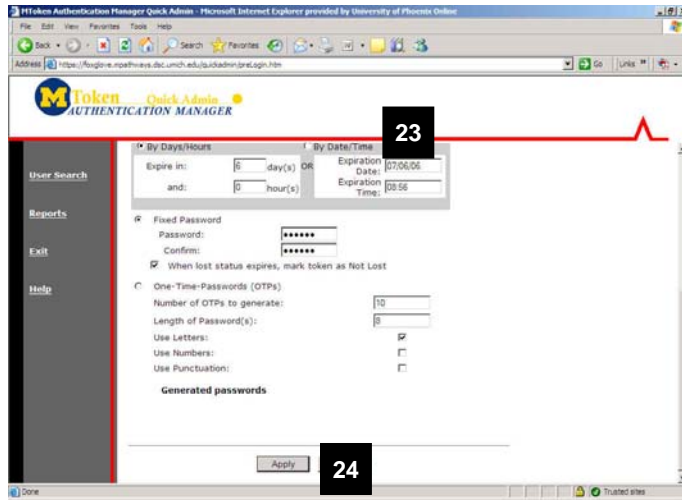 MToken Authentication Manager Quick Admin - Microsoft Internet Explorer provided by University of Phoenix Online
File Edit View Favorites Tools Help
Back Search Favorites
Address https://foxglove.mpathways.dsc.umich.edu/quickadmin/preLogin.htm Go Links
M Token Quick Admin
AUTHENTICATION MANAGER
23
By Days/Hours By Date/Time
Expire in: 6 day(s) OR Expiration Date: 07/06/06
and: 0 hour(s) Expiration Time: 08:56
User Search
Reports
Exit
Help
Fixed Password
Password: ••••••
Confirm: ••••••
When lost status expires, mark token as Not Lost
One-Time-Passwords (OTPs)
Number of OTPs to generate: 10
Length of Password(s): 8
Use Letters:
Use Numbers:
Use Punctuation:
Generated passwords
Apply
24
Done Trusted sites